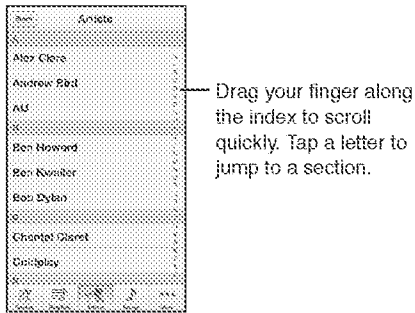 Artists
A
Alex Clare
Andrew Bird
AU
B
Ben Howard
Ben Kweller
Bob Dylan
C
Chantal Claret
Coldplay
Drag your finger along
the index to scroll
quickly. Tap a letter to
jump to a section.